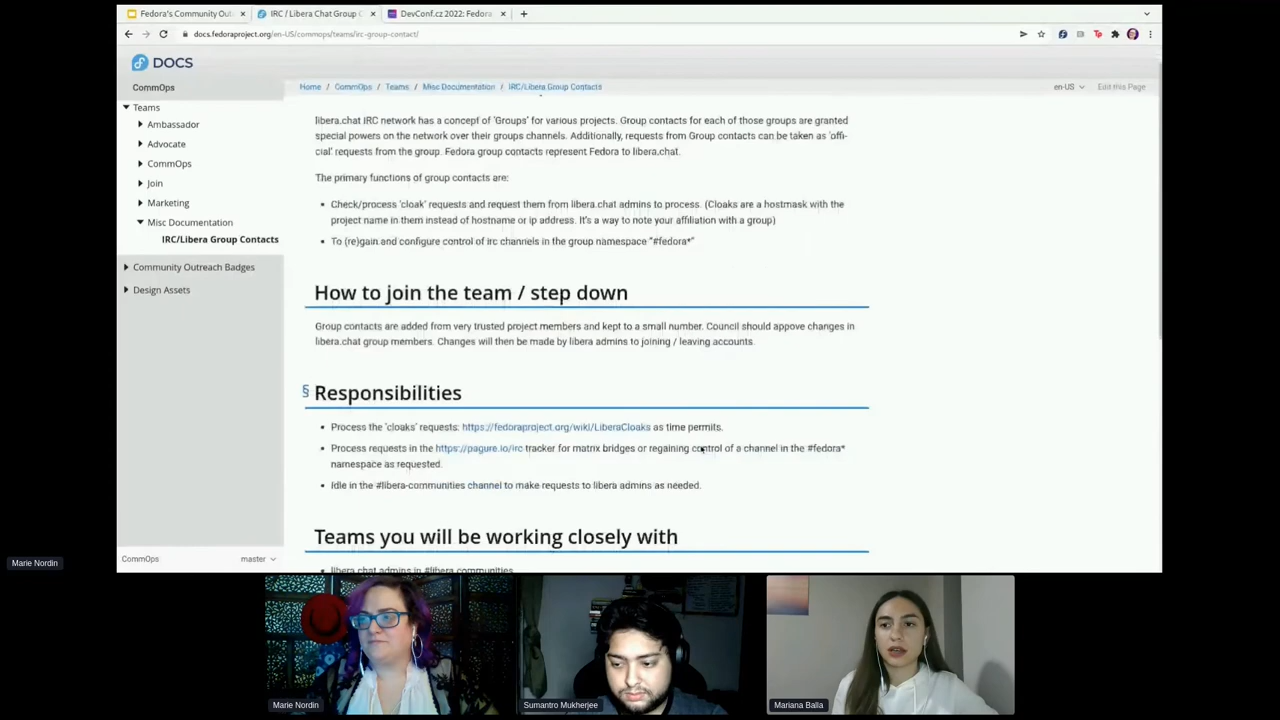 Fedora's Community Out
IRC / Libera Chat Group C
DevConf.cz 2022: Fedora
docs.fedoraproject.org/en-US/commops/teams/irc-group-contact/
DOCS
CommOps
Home / CommOps / Teams / Misc Documentation / IRC/Libera Group Contacts
en-US
Edit this Page
Teams
Ambassador
Advocate
CommOps
Join
Marketing
Misc Documentation
IRC/Libera Group Contacts
Community Outreach Badges
Design Assets
CommOps
master
libera.chat IRC network has a concept of 'Groups' for various projects. Group contacts for each of those groups are granted
special powers on the network over their groups channels. Additionally, requests from Group contacts can be taken as 'offi-
cial' requests from the group. Fedora group contacts represent Fedora to libera.chat.
The primary functions of group contacts are:
• Check/process 'cloak' requests and request them from libera.chat admins to process. (Cloaks are a hostmask with the
project name in them instead of hostname or ip address. It's a way to note your affiliation with a group)
• To (re)gain and configure control of irc channels in the group namespace "#fedora*"
How to join the team / step down
Group contacts are added from very trusted project members and kept to a small number. Council should appove changes in
libera.chat group members. Changes will then be made by libera admins to joining / leaving accounts.
§ Responsibilities
• Process the 'cloaks' requests: https://fedoraproject.org/wiki/LiberaCloaks as time permits.
• Process requests in the https://pagure.io/irc tracker for matrix bridges or regaining control of a channel in the #fedora*
namespace as requested.
• Idle in the #libera-communities channel to make requests to libera admins as needed.
Teams you will be working closely with
• libera.chat admins in #libera-communities
Marie Nordin
Marie Nordin
Sumantro Mukherjee
Mariana Balla